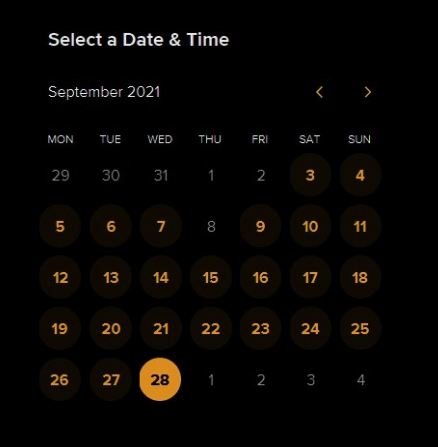 Select a Date & Time
September 2021
MON TUE WED THU FRI SAT SUN
29 30 31 1 2 3 4
5 6 7 8 9 10 11
12 13 14 15 16 17 18
19 20 21 22 23 24 25
26 27 28 1 2 3 4